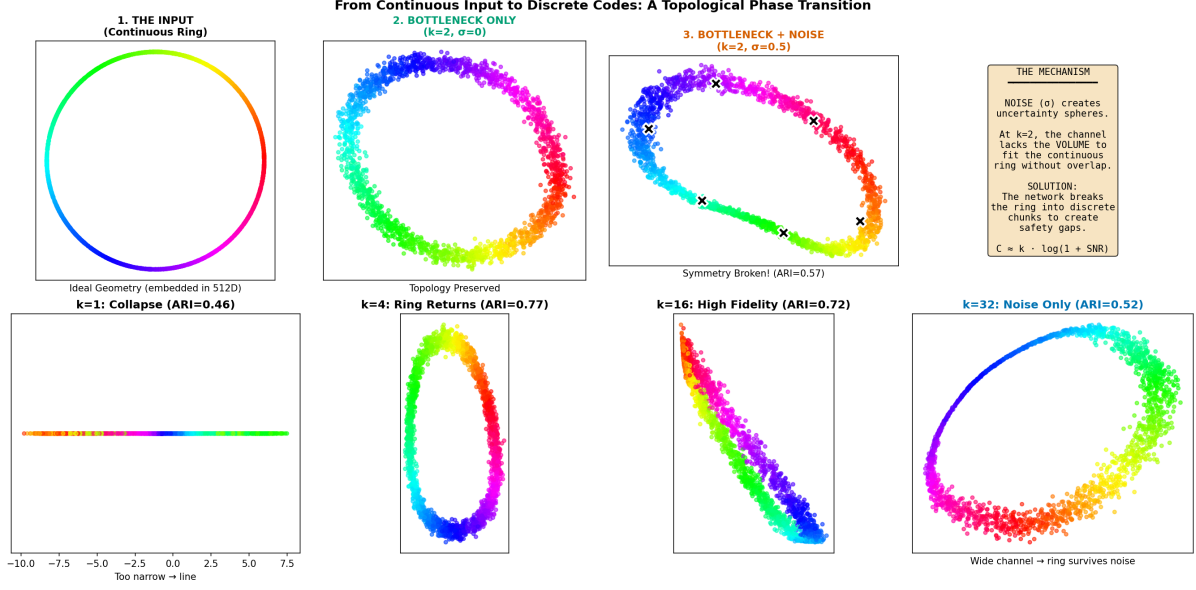 From Continuous Input to Discrete Codes: A Topological Phase Transition
1. THE INPUT
(Continuous Ring)
Ideal Geometry (embedded in 512D)
2. BOTTLENECK ONLY
(k=2, σ=0)
Topology Preserved
3. BOTTLENECK + NOISE
(k=2, σ=0.5)
Symmetry Broken! (ARI=0.57)
THE MECHANISM
NOISE (σ) creates
uncertainty spheres.
At k=2, the channel
lacks the VOLUME to
fit the continuous
ring without overlap.
SOLUTION:
The network breaks
the ring into discrete
chunks to create
safety gaps.
C ≈ k · log(1 + SNR)
k=1: Collapse (ARI=0.46)
−10.0 −7.5 −5.0 −2.5 0.0 2.5 5.0 7.5
Too narrow → line
k=4: Ring Returns (ARI=0.77)
k=16: High Fidelity (ARI=0.72)
k=32: Noise Only (ARI=0.52)
Wide channel → ring survives noise